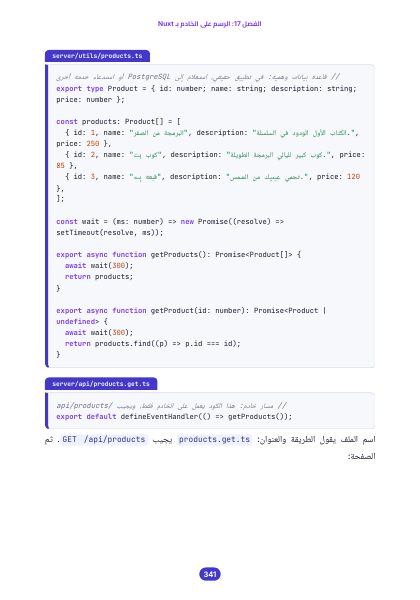 الفصل 17: الرسم على الخادم بـ Nuxt
server/utils/products.ts
// قاعدة بيانات وهمية: في تطبيق حقيقي، استعلام إلى PostgreSQL أو استدعاء خدمة أخرى
export type Product = { id: number; name: string; description: string;
price: number };
const products: Product[] = [
{ id: 1, name: "البرمجة من الصفر", description: "الكتاب الأول الودود في السلسلة.",
price: 250 },
{ id: 2, name: "كوب بِت", description: "كوب كبير لليالي البرمجة الطويلة.", price:
85 },
{ id: 3, name: "قبعة بِت", description: "تحمي عينيك من الشمس.", price: 120
},
];
const wait = (ms: number) => new Promise((resolve) =>
setTimeout(resolve, ms));
export async function getProducts(): Promise<Product[]> {
await wait(300);
return products;
}
export async function getProduct(id: number): Promise<Product |
undefined> {
await wait(300);
return products.find((p) => p.id === id);
}
server/api/products.get.ts
// مسار خادم: هذا الكود يعمل على الخادم فقط، ويجيب /api/products
export default defineEventHandler(() => getProducts());
اسم الملف يقول الطريقة والعنوان: products.get.ts يجيب GET /api/products. ثم
الصفحة:
341